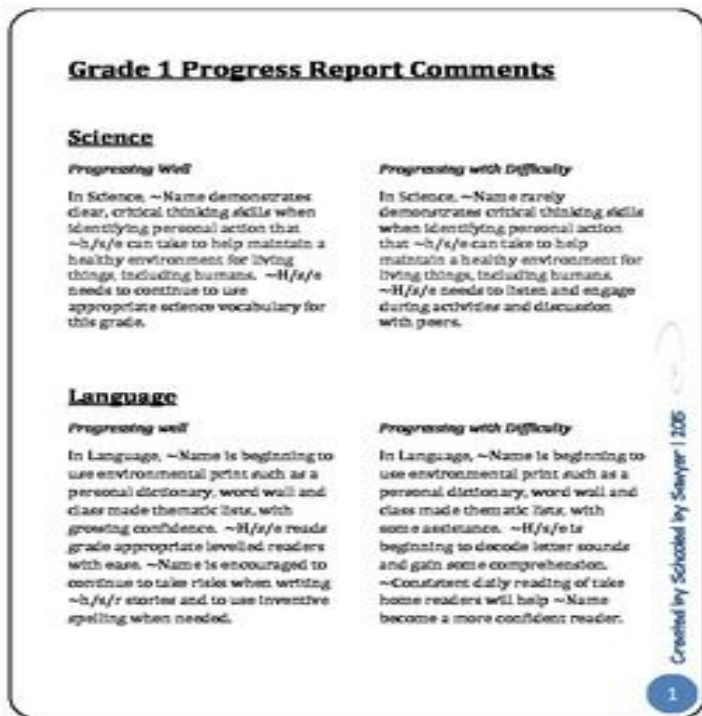 Grade 1 Progress Report Comments
Science
Progressing Well
In Science, ~Name demonstrates
clear, critical thinking skills when
identifying personal action that
~h/s/e can take to help maintain a
healthy environment for living
things, including humans. ~H/s/e
needs to continue to use
appropriate science vocabulary for
this grade.
Progressing with Difficulty
In Science, ~Name rarely
demonstrates critical thinking skills
when identifying personal action
that ~h/s/e can take to help
maintain a healthy environment for
living things, including humans.
~H/s/e needs to listen and engage
during activities and discussion
with peers.
Language
Progressing well
In Language, ~Name is beginning to
use environmental print such as a
personal dictionary, word wall and
class made thematic lists, with
growing confidence. ~H/s/e reads
grade appropriate levelled readers
with ease. ~Name is encouraged to
continue to take risks when writing
~h/s/r stories and to use inventive
spelling when needed.
Progressing with Difficulty
In Language, ~Name is beginning to
use environmental print such as a
personal dictionary, word wall and
class made thematic lists, with
some assistance. ~H/s/e is
beginning to decode letter sounds
and gain some comprehension.
~Consistent daily reading of take
home readers will help ~Name
become a more confident reader.
Created by Schooled by Sawyer | 2015
1